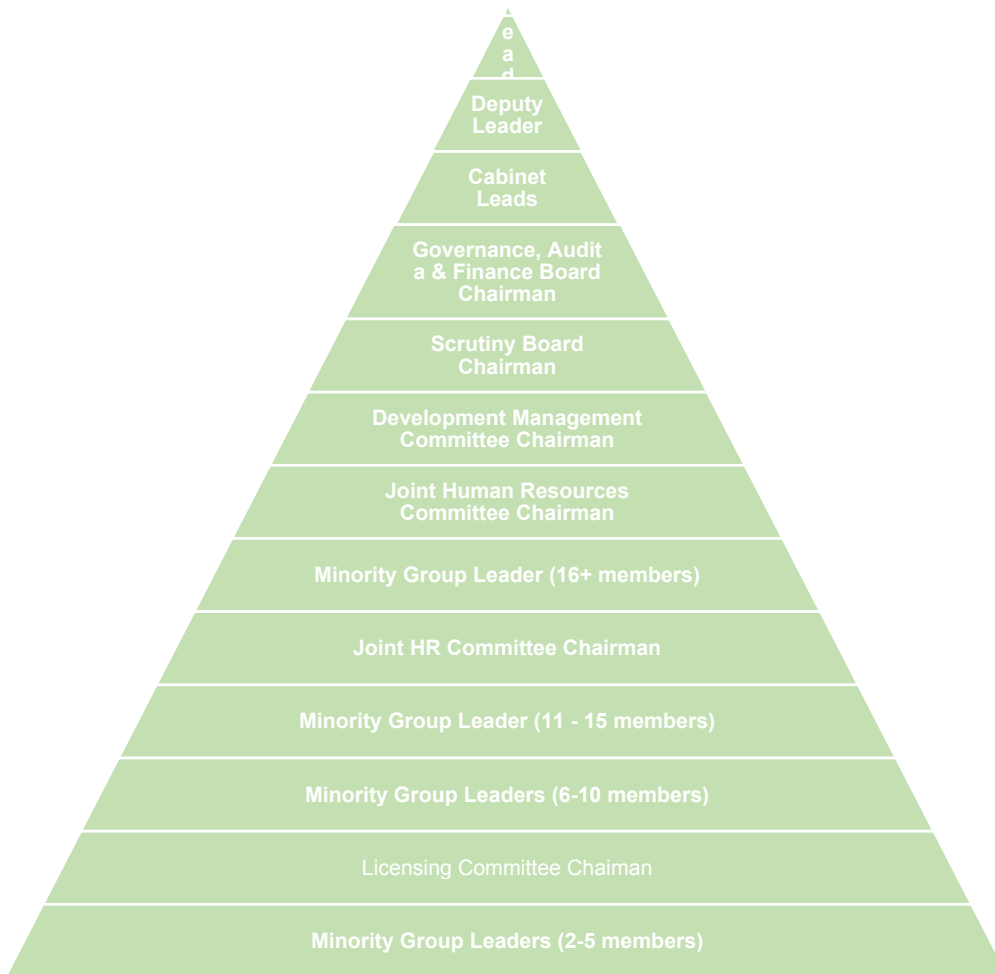 e
a
d
Deputy
Leader
Cabinet
Leads
Governance, Audit
a & Finance Board
Chairman
Scrutiny Board
Chairman
Development Management
Committee Chairman
Joint Human Resources
Committee Chairman
Minority Group Leader (16+ members)
Joint HR Committee Chairman
Minority Group Leader (11 - 15 members)
Minority Group Leaders (6-10 members)
Licensing Committee Chaiman
Minority Group Leaders (2-5 members)